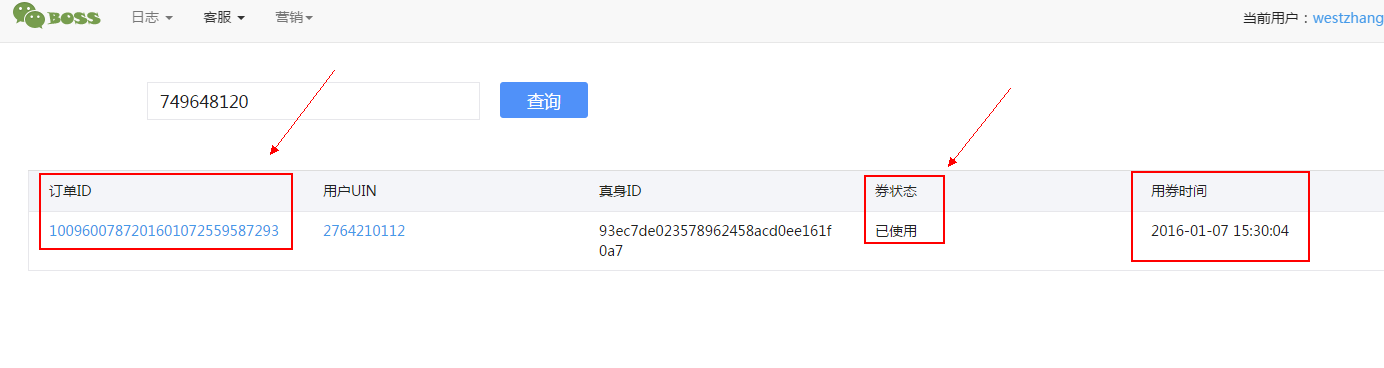 BOSS 日志 客服 营销 当前用户：westzhang
749648120 查询
订单ID 用户UIN 真身ID 券状态 用券时间
1009600787201601072559587293 2764210112 93ec7de023578962458acd0ee161f 已使用 2016-01-07 15:30:04
0a7